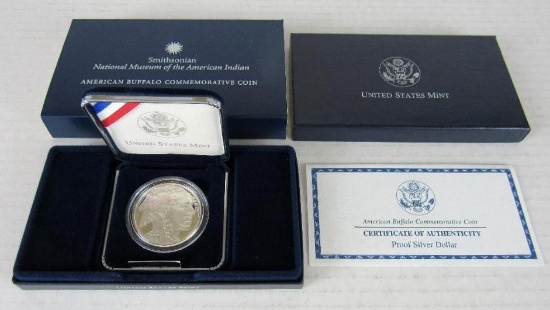 Smithsonian
National Museum of the American Indian
AMERICAN BUFFALO COMMEMORATIVE COIN
UNITED STATES MINT
UNITED STATES MINT
American Buffalo Commemorative Coin
CERTIFICATE OF AUTHENTICITY
Proof Silver Dollar